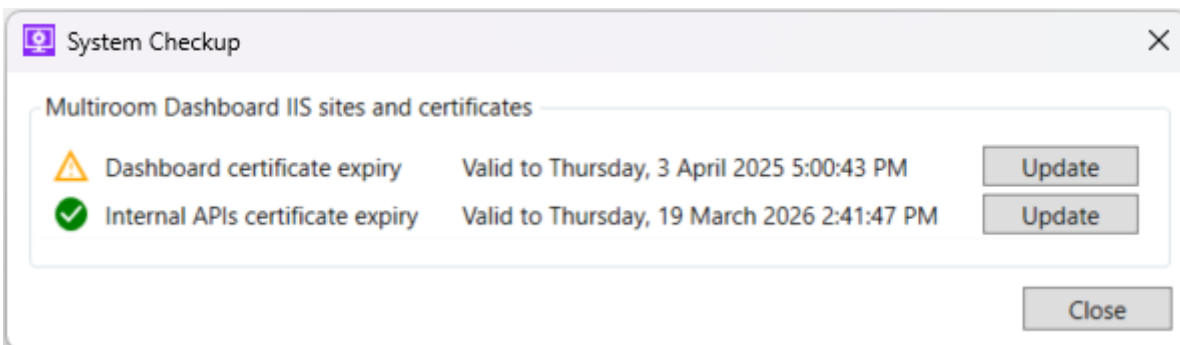 System Checkup
Multiroom Dashboard IIS sites and certificates
Dashboard certificate expiry Valid to Thursday, 3 April 2025 5:00:43 PM Update
Internal APIs certificate expiry Valid to Thursday, 19 March 2026 2:41:47 PM Update
Close